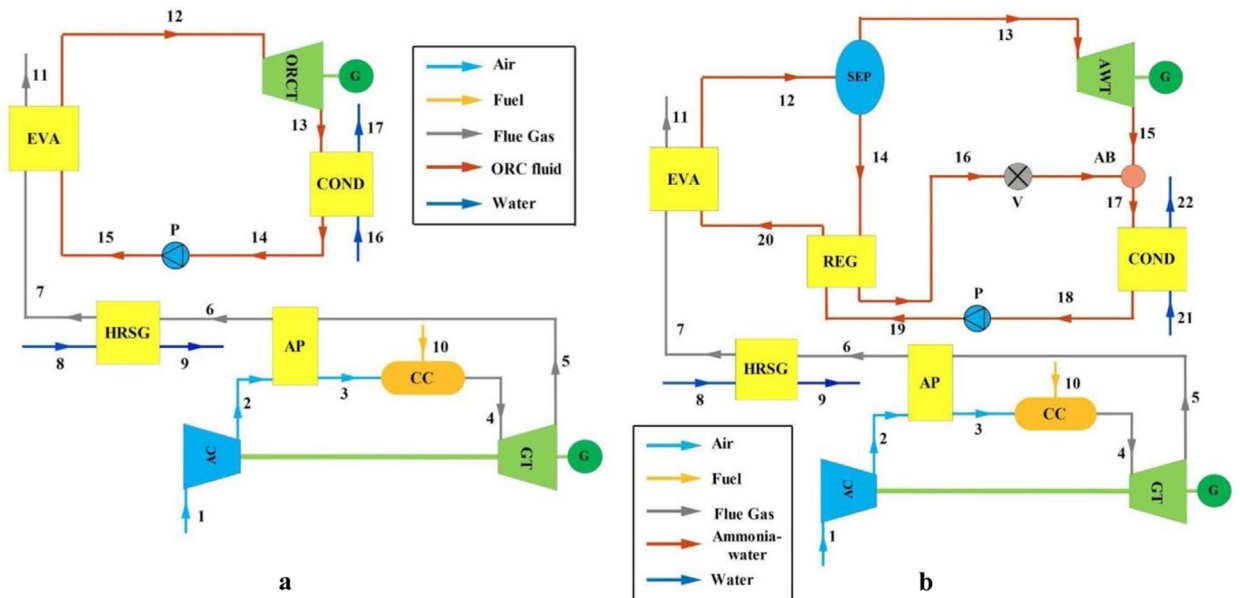 12
11
ORCT
G
EVA
13
17
COND
P
15
14
16
7
HRSG
6
8
9
AP
10
CC
2
3
4
5
AC
GT
G
1
a
Air
Fuel
Flue Gas
ORC fluid
Water
13
SEP
12
AWT
G
11
14
15
16
AB
EVA
V
17
22
20
REG
COND
P
19
18
21
7
HRSG
6
8
9
AP
10
CC
2
3
4
5
AC
GT
G
1
b
Air
Fuel
Flue Gas
Ammonia-
water
Water